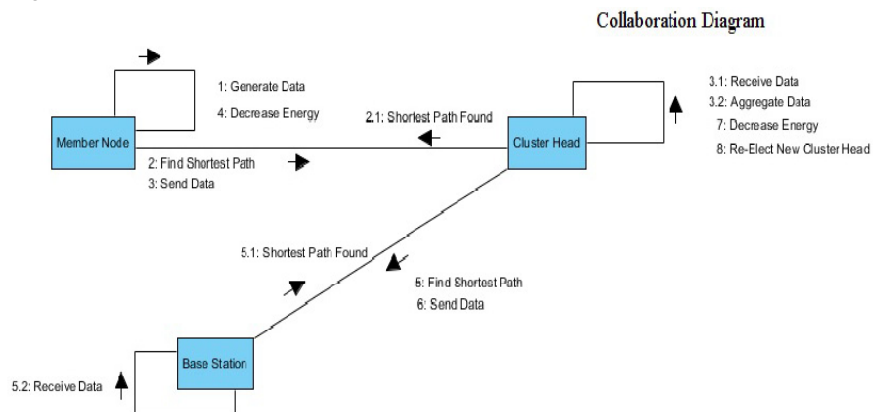 Collaboration Diagram
1: Generate Data
4: Decrease Energy
Member Node
2: Find Shortest Path
3: Send Data
2.1: Shortest Path Found
Cluster Head
3.1: Receive Data
3.2: Aggregate Data
7: Decrease Energy
8: Re-Elect New Cluster Head
5.1: Shortest Path Found
5: Find Shortest Path
6: Send Data
Base Station
5.2: Receive Data